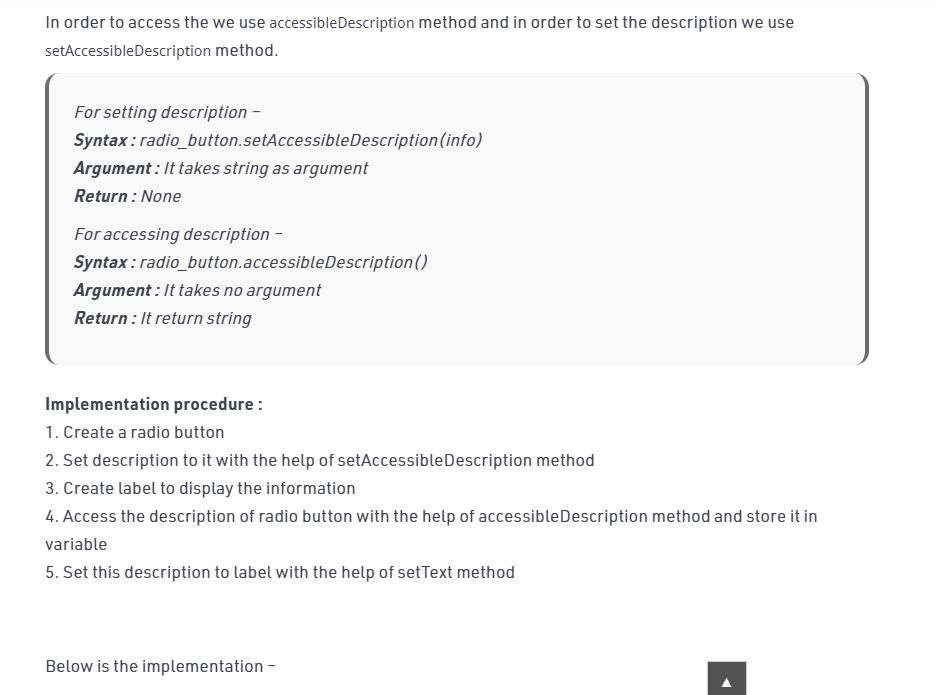 In order to access the we use accessibleDescription method and in order to set the description we use
setAccessibleDescription method.
For setting description –
Syntax : radio_button.setAccessibleDescription(info)
Argument : It takes string as argument
Return : None
For accessing description –
Syntax : radio_button.accessibleDescription()
Argument : It takes no argument
Return : It return string
Implementation procedure :
1. Create a radio button
2. Set description to it with the help of setAccessibleDescription method
3. Create label to display the information
4. Access the description of radio button with the help of accessibleDescription method and store it in
variable
5. Set this description to label with the help of setText method
Below is the implementation –